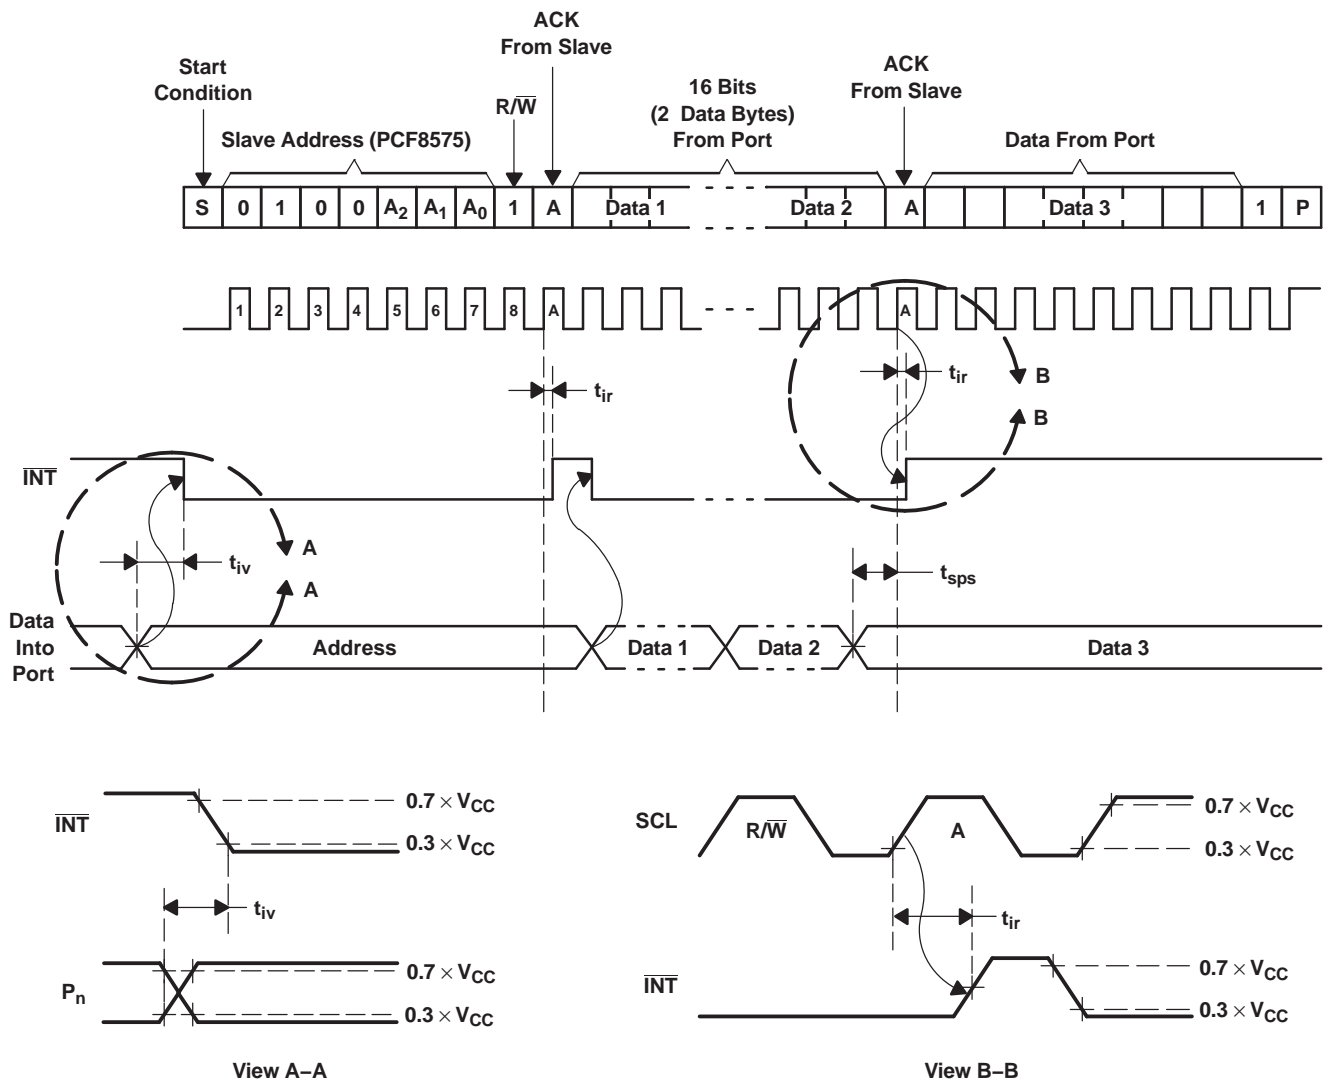 ACK
From Slave
Start
Condition
R/W̅
16 Bits
(2 Data Bytes)
From Port
ACK
From Slave
Slave Address (PCF8575)
Data From Port
S 0 1 0 0 A2 A1 A0 1 A Data 1 Data 2 A Data 3 1 P
1 2 3 4 5 6 7 8 A A
tir
tir
B
B
I̅N̅T̅
A
tiv
A
tsps
Data
Into
Port
Address Data 1 Data 2 Data 3
I̅N̅T̅
0.7 × VCC
0.3 × VCC
tiv
Pn
0.7 × VCC
0.3 × VCC
View A–A
SCL
R/W̅
A
0.7 × VCC
0.3 × VCC
tir
I̅N̅T̅
0.7 × VCC
0.3 × VCC
View B–B